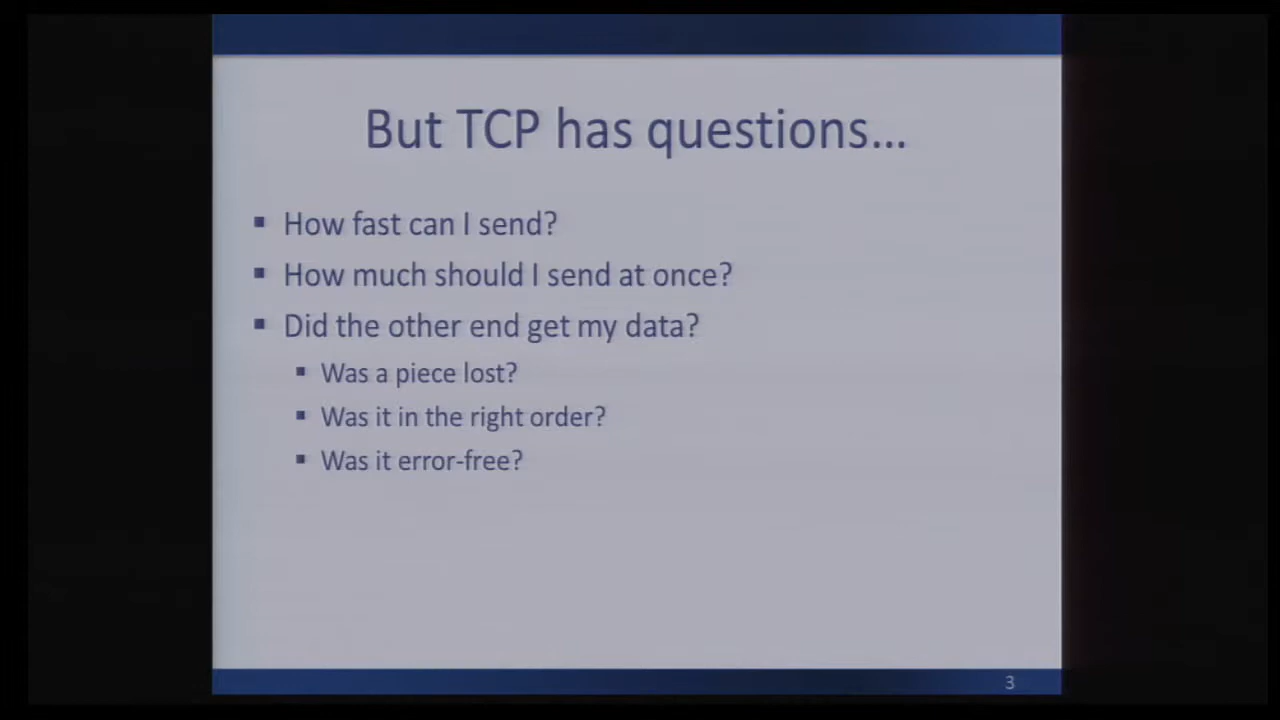 But TCP has questions...
▪ How fast can I send?
▪ How much should I send at once?
▪ Did the other end get my data?
▪ Was a piece lost?
▪ Was it in the right order?
▪ Was it error-free?
3